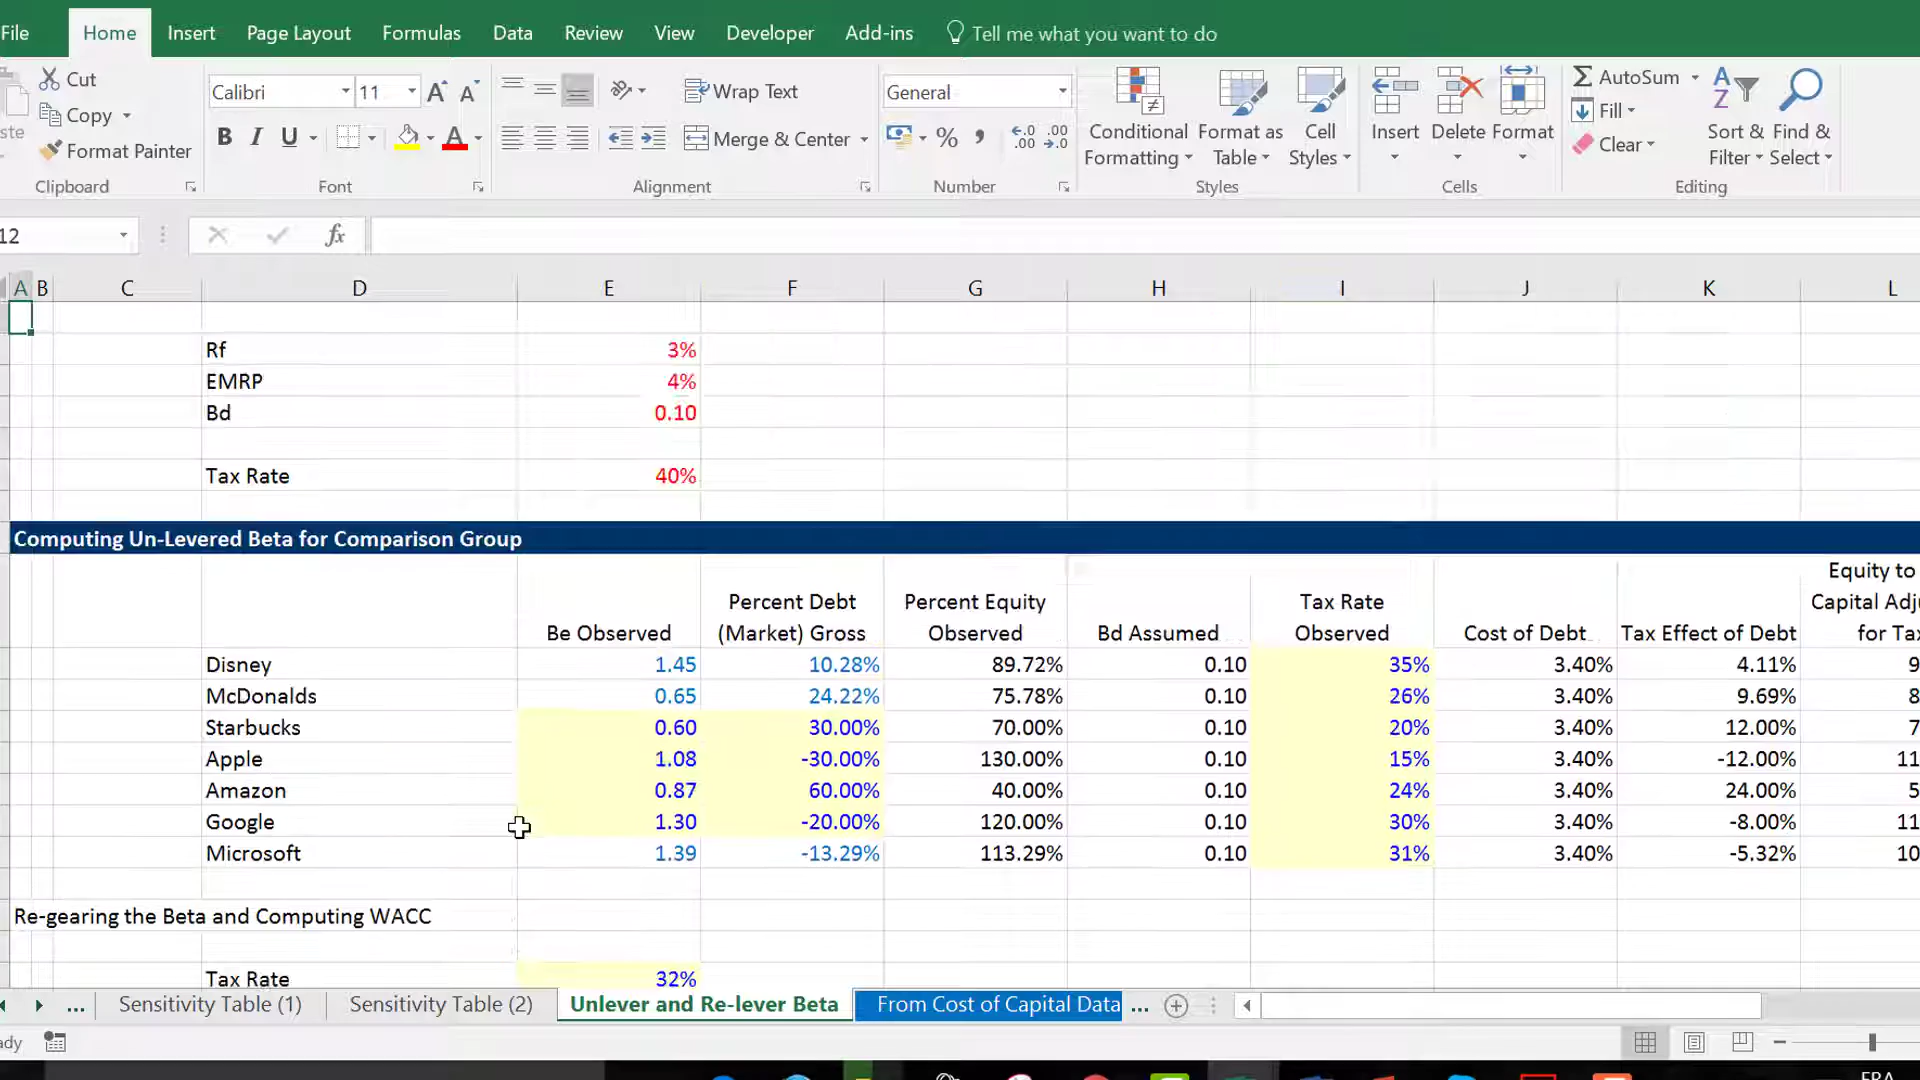 File Home Insert Page Layout Formulas Data Review View Developer Add-ins Tell me what you want to do
Cut
Copy
Format Painter
Clipboard
Calibri 11
B I U
Font
Wrap Text
Merge & Center
Alignment
General
%
Number
Conditional Formatting
Format as Table
Cell Styles
Styles
Insert Delete Format
Cells
AutoSum
Fill
Clear
Sort & Filter
Find & Select
Editing
12 fx
A B C D E F G H I J K L
Rf 3%
EMRP 4%
Bd 0.10
Tax Rate 40%
Computing Un-Levered Beta for Comparison Group
Equity to
Percent Debt Percent Equity Tax Rate Capital Adju
Be Observed (Market) Gross Observed Bd Assumed Observed Cost of Debt Tax Effect of Debt for Tax
Disney 1.45 10.28% 89.72% 0.10 35% 3.40% 4.11% 9
McDonalds 0.65 24.22% 75.78% 0.10 26% 3.40% 9.69% 8
Starbucks 0.60 30.00% 70.00% 0.10 20% 3.40% 12.00% 7
Apple 1.08 -30.00% 130.00% 0.10 15% 3.40% -12.00% 11
Amazon 0.87 60.00% 40.00% 0.10 24% 3.40% 24.00% 5
Google 1.30 -20.00% 120.00% 0.10 30% 3.40% -8.00% 11
Microsoft 1.39 -13.29% 113.29% 0.10 31% 3.40% -5.32% 10
Re-gearing the Beta and Computing WACC
Tax Rate 32%
... Sensitivity Table (1) Sensitivity Table (2) Unlever and Re-lever Beta From Cost of Capital Data ...